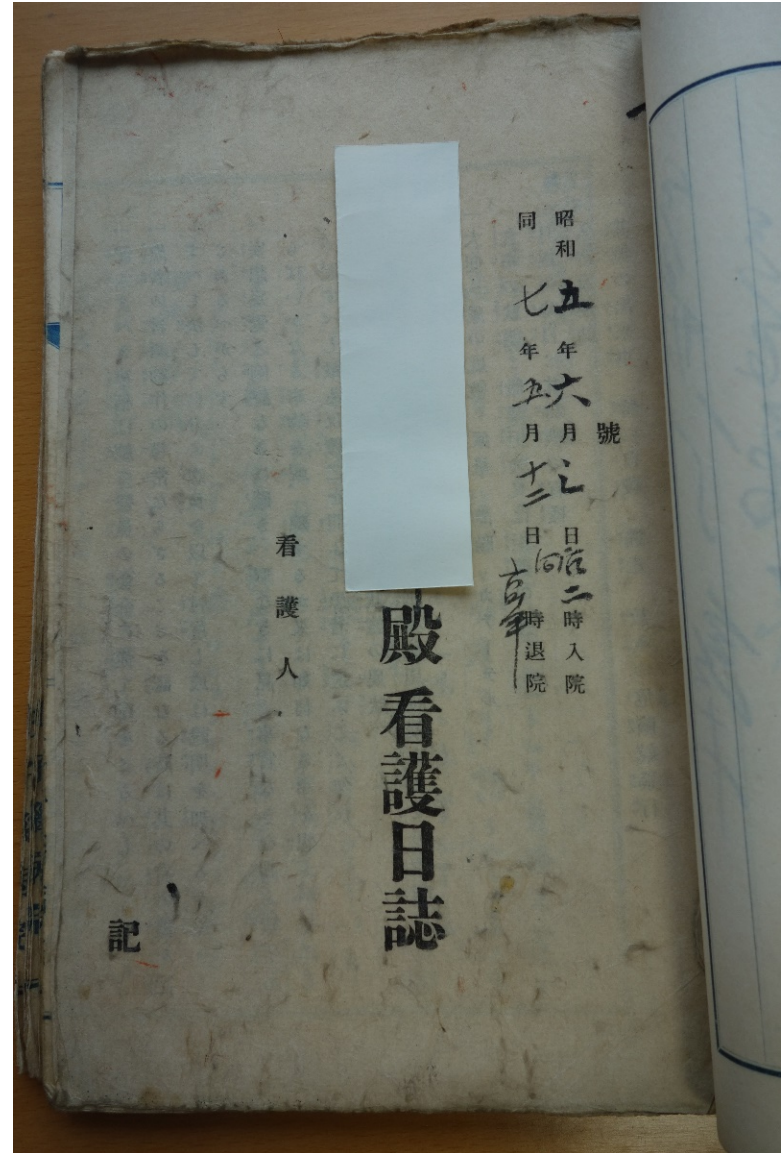 號
昭和五年六月日后二時入院
同七年五月十二日時退院
殿 看護日誌
看護人
記